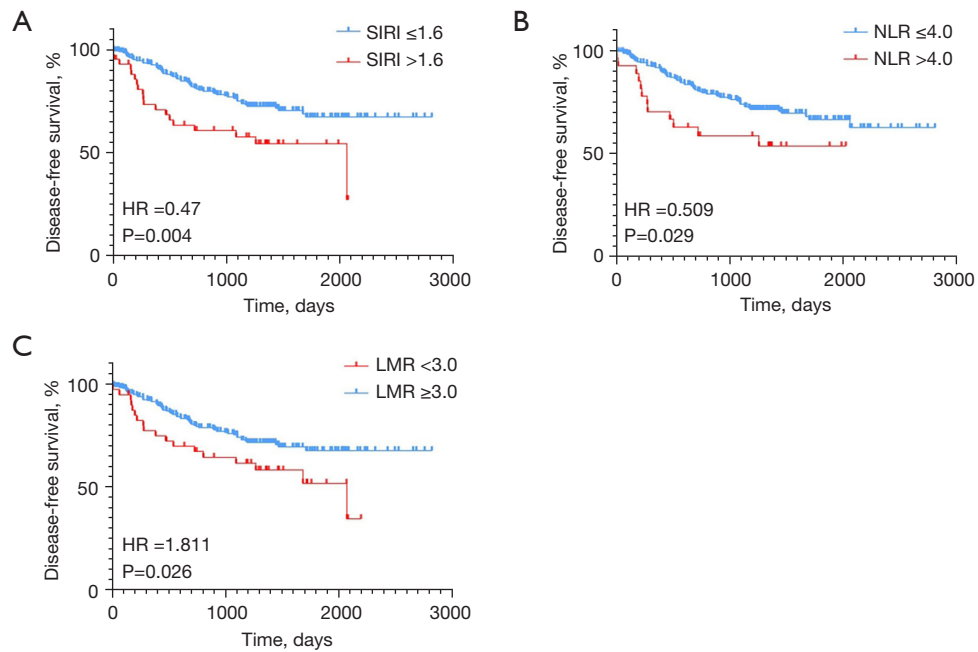 A
SIRI ≤1.6
SIRI >1.6
Disease-free survival, %
100
50
0
HR =0.47
P=0.004
0 1000 2000 3000
Time, days
B
NLR ≤4.0
NLR >4.0
Disease-free survival, %
100
50
0
HR =0.509
P=0.029
0 1000 2000 3000
Time, days
C
LMR <3.0
LMR ≥3.0
Disease-free survival, %
100
50
0
HR =1.811
P=0.026
0 1000 2000 3000
Time, days